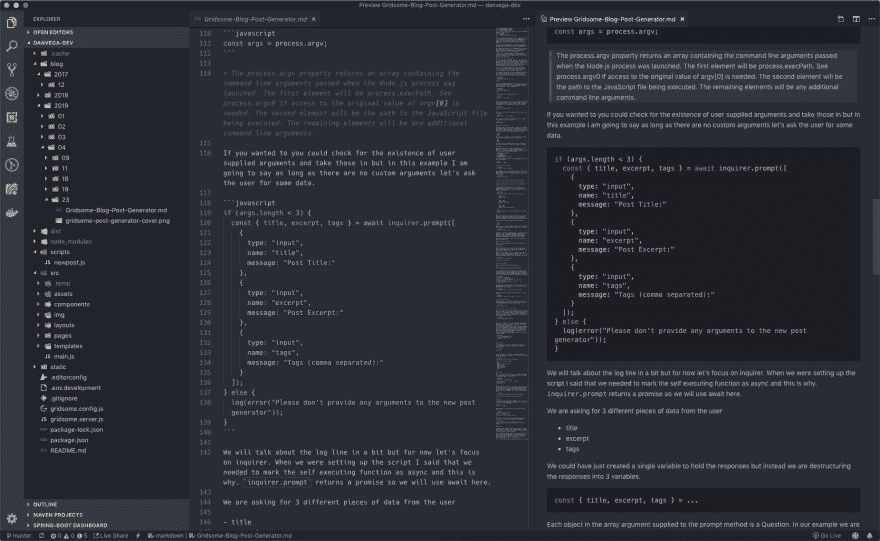 Preview Gridsome-Blog-Post-Generator.md — danvega-dev
EXPLORER
OPEN EDITORS
DANVEGA-DEV
.cache
blog
2017
12
2018
2019
01
02
03
04
09
11
18
19
23
Gridsome-Blog-Post-Generator.md
gridsome-post-generator-cover.png
dist
node_modules
scripts
newpost.js
src
.temp
assets
components
img
layouts
pages
templates
main.js
static
.editorconfig
.env.development
.gitignore
gridsome.config.js
gridsome.server.js
package-lock.json
package.json
README.md
OUTLINE
MAVEN PROJECTS
SPRING-BOOT DASHBOARD
Gridsome-Blog-Post-Generator.md
110 ```javascript
111 const args = process.argv;
112 ```
113
114 > The process.argv property returns an array containing the
command line arguments passed when the Node.js process was
launched. The first element will be process.execPath. See
process.argv0 if access to the original value of argv[0] is
needed. The second element will be the path to the JavaScript file
being executed. The remaining elements will be any additional
command line arguments.
115
116 If you wanted to you could check for the existence of user
supplied arguments and take those in but in this example I am
going to say as long as there are no custom arguments let's ask
the user for some data.
117
118 ```javascript
119 if (args.length < 3) {
120 const { title, excerpt, tags } = await inquirer.prompt([
121 {
122 type: "input",
123 name: "title",
124 message: "Post Title:"
125 },
126 {
127 type: "input",
128 name: "excerpt",
129 message: "Post Excerpt:"
130 },
131 {
132 type: "input",
133 name: "tags",
134 message: "Tags (comma separated):"
135 }
136 ]);
137 } else {
138 log(error("Please don't provide any arguments to the new post
generator"));
139 }
140 ```
141
142 We will talk about the log line in a bit but for now let's focus
on inquirer. When we were setting up the script I said that we
needed to mark the self executing function as async and this is
why. `inquirer.prompt` returns a promise so we will use await here.
143
144 We are asking for 3 different pieces of data from the user
145
146 - title
Preview Gridsome-Blog-Post-Generator.md
const args = process.argv;
The process.argv property returns an array containing the command line arguments passed
when the Node.js process was launched. The first element will be process.execPath. See
process.argv0 if access to the original value of argv[0] is needed. The second element will be
the path to the JavaScript file being executed. The remaining elements will be any additional
command line arguments.
If you wanted to you could check for the existence of user supplied arguments and take those in but in
this example I am going to say as long as there are no custom arguments let's ask the user for some
data.
if (args.length < 3) {
const { title, excerpt, tags } = await inquirer.prompt([
{
type: "input",
name: "title",
message: "Post Title:"
},
{
type: "input",
name: "excerpt",
message: "Post Excerpt:"
},
{
type: "input",
name: "tags",
message: "Tags (comma separated):"
}
]);
} else {
log(error("Please don't provide any arguments to the new post
generator"));
}
We will talk about the log line in a bit but for now let's focus on inquirer. When we were setting up the
script I said that we needed to mark the self executing function as async and this is why.
inquirer.prompt returns a promise so we will use await here.
We are asking for 3 different pieces of data from the user
title
excerpt
tags
We could have just created a single variable to hold the responses but instead we are destructuring
the responses into 3 variables.
const { title, excerpt, tags } = ...
Each object in the array argument supplied to the prompt method is a Question. In our example we are
master 0 0 5 Live Share markdown Gridsome-Blog-Post-Generator.md Go Live